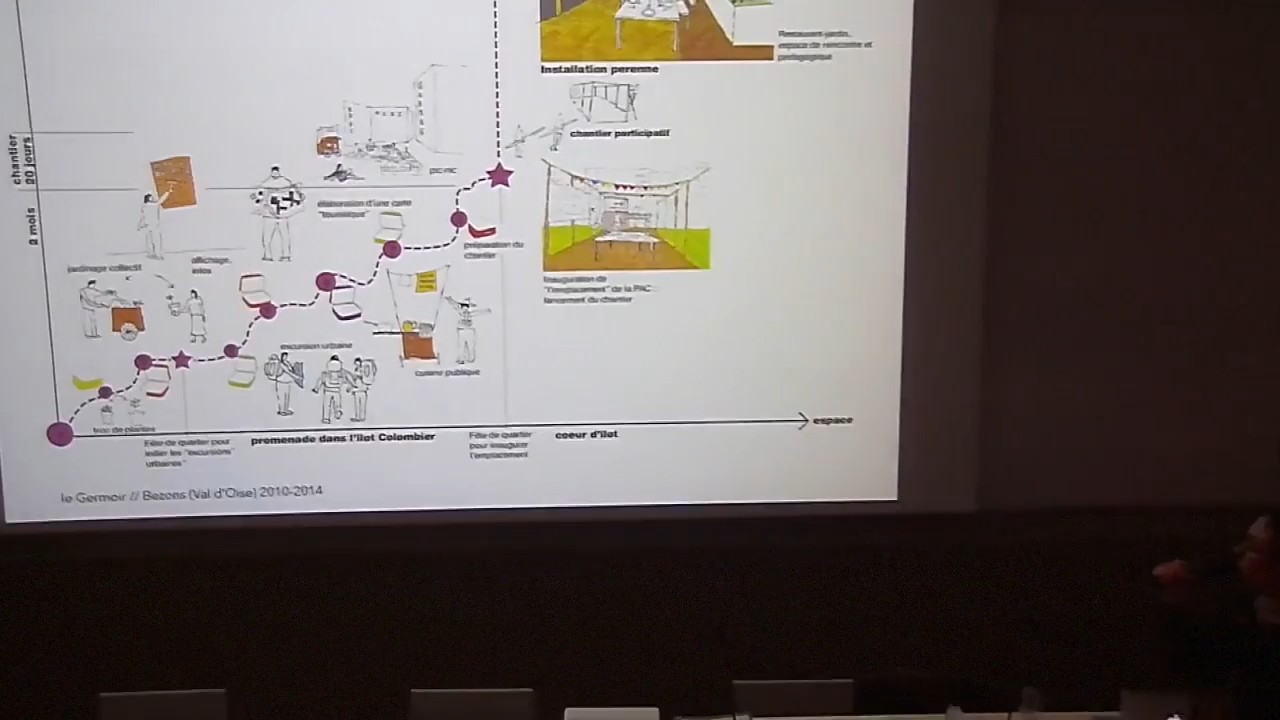 Restaurant-jardin,
espace de rencontre et
pédagogique
Installation perenne
chantier participatif
chantier
20 jours
pic-nic
élaboration d'une carte
"touristique"
2 mois
préparation du
chantier
affichage,
infos
jardinage collectif
Inauguration de
"l'emplacement" de la PAC
lancement du chantier
excursion urbaine
cuisine publique
troc de plantes
espace
Fête de quartier pour
initier les "excursions
urbaines"
promenade dans l'îlot Colombier
Fête de quartier
pour inaugurer
l'emplacement
coeur d'îlot
le Germoir // Bezons (Val d'Oise) 2010-2014